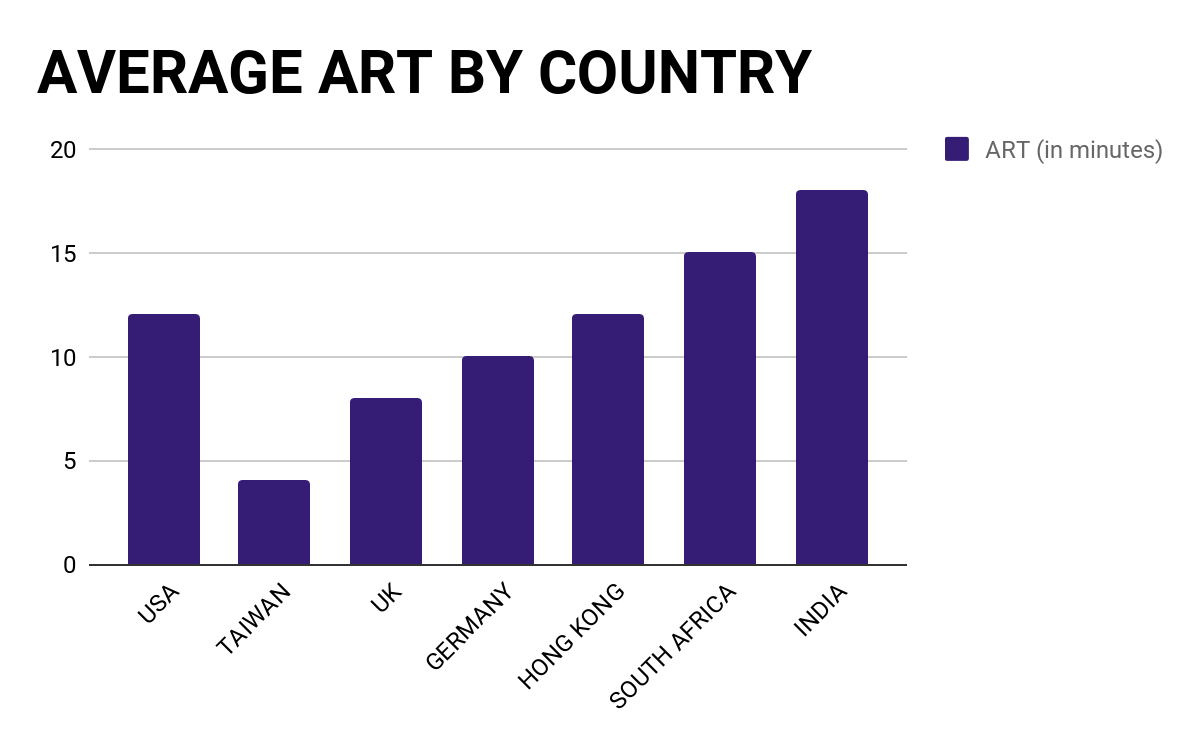 AVERAGE ART BY COUNTRY
20
ART (in minutes)
15
10
5
0
USA
TAIWAN
UK
GERMANY
HONG KONG
SOUTH AFRICA
INDIA